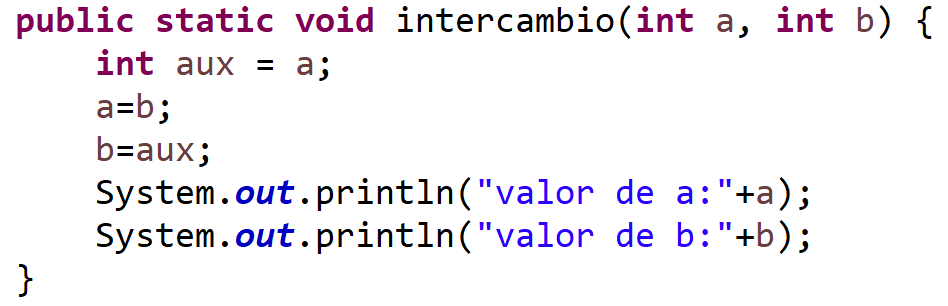 public static void intercambio(int a, int b) {
    int aux = a;
    a=b;
    b=aux;
    System.out.println("valor de a:"+a);
    System.out.println("valor de b:"+b);
}